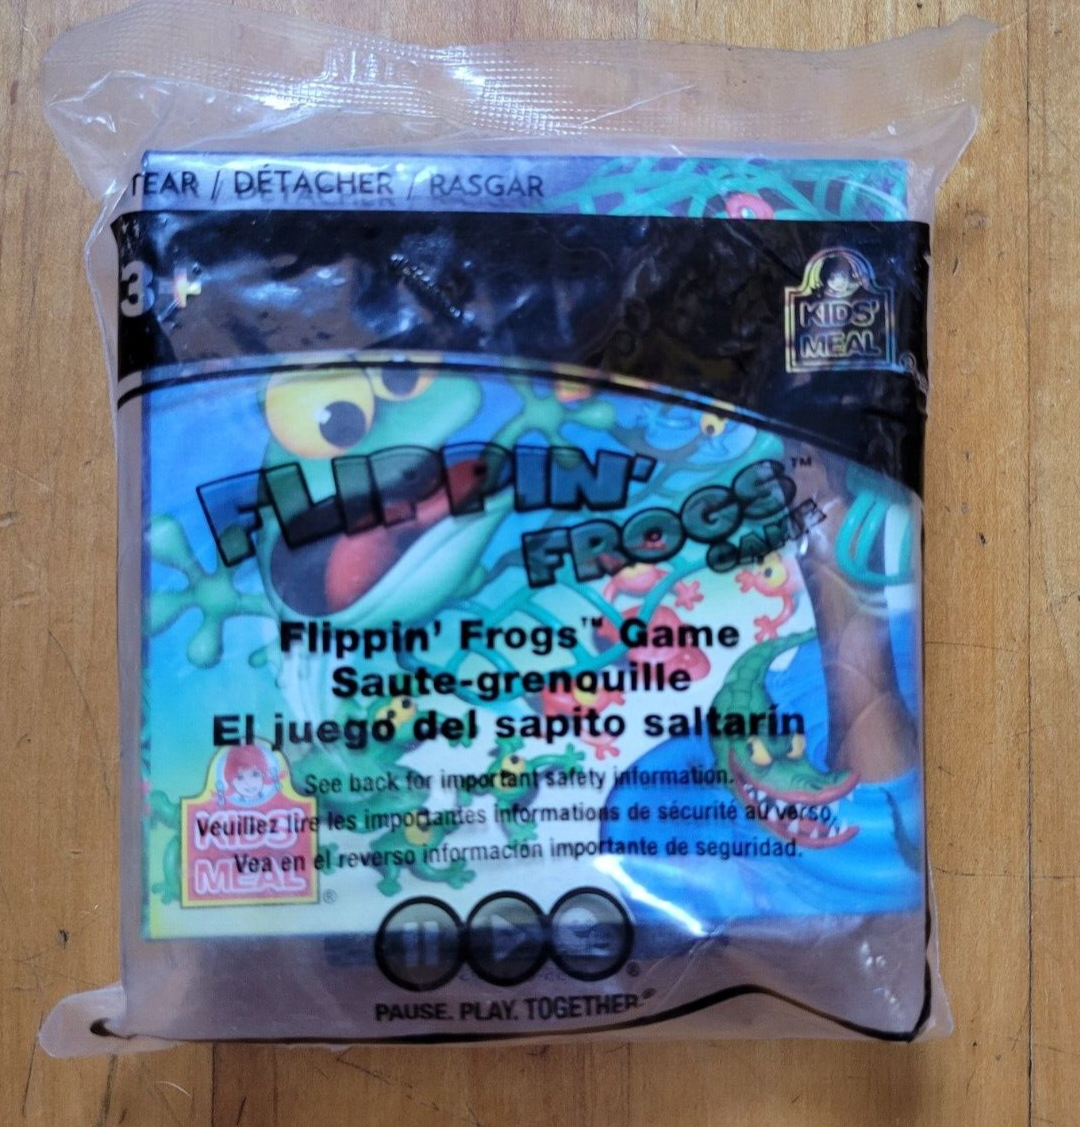 TEAR / DÉTACHER / RASGAR
3+
KIDS'
MEAL
FLIPPIN'
FROGS™
GAME
Flippin' Frogs™ Game
Saute-grenouille
El juego del sapito saltarín
See back for important safety information.
Veuillez lire les importantes informations de sécurité au verso.
Vea en el reverso información importante de seguridad.
KIDS'
MEAL®
PAUSE. PLAY. TOGETHER.®